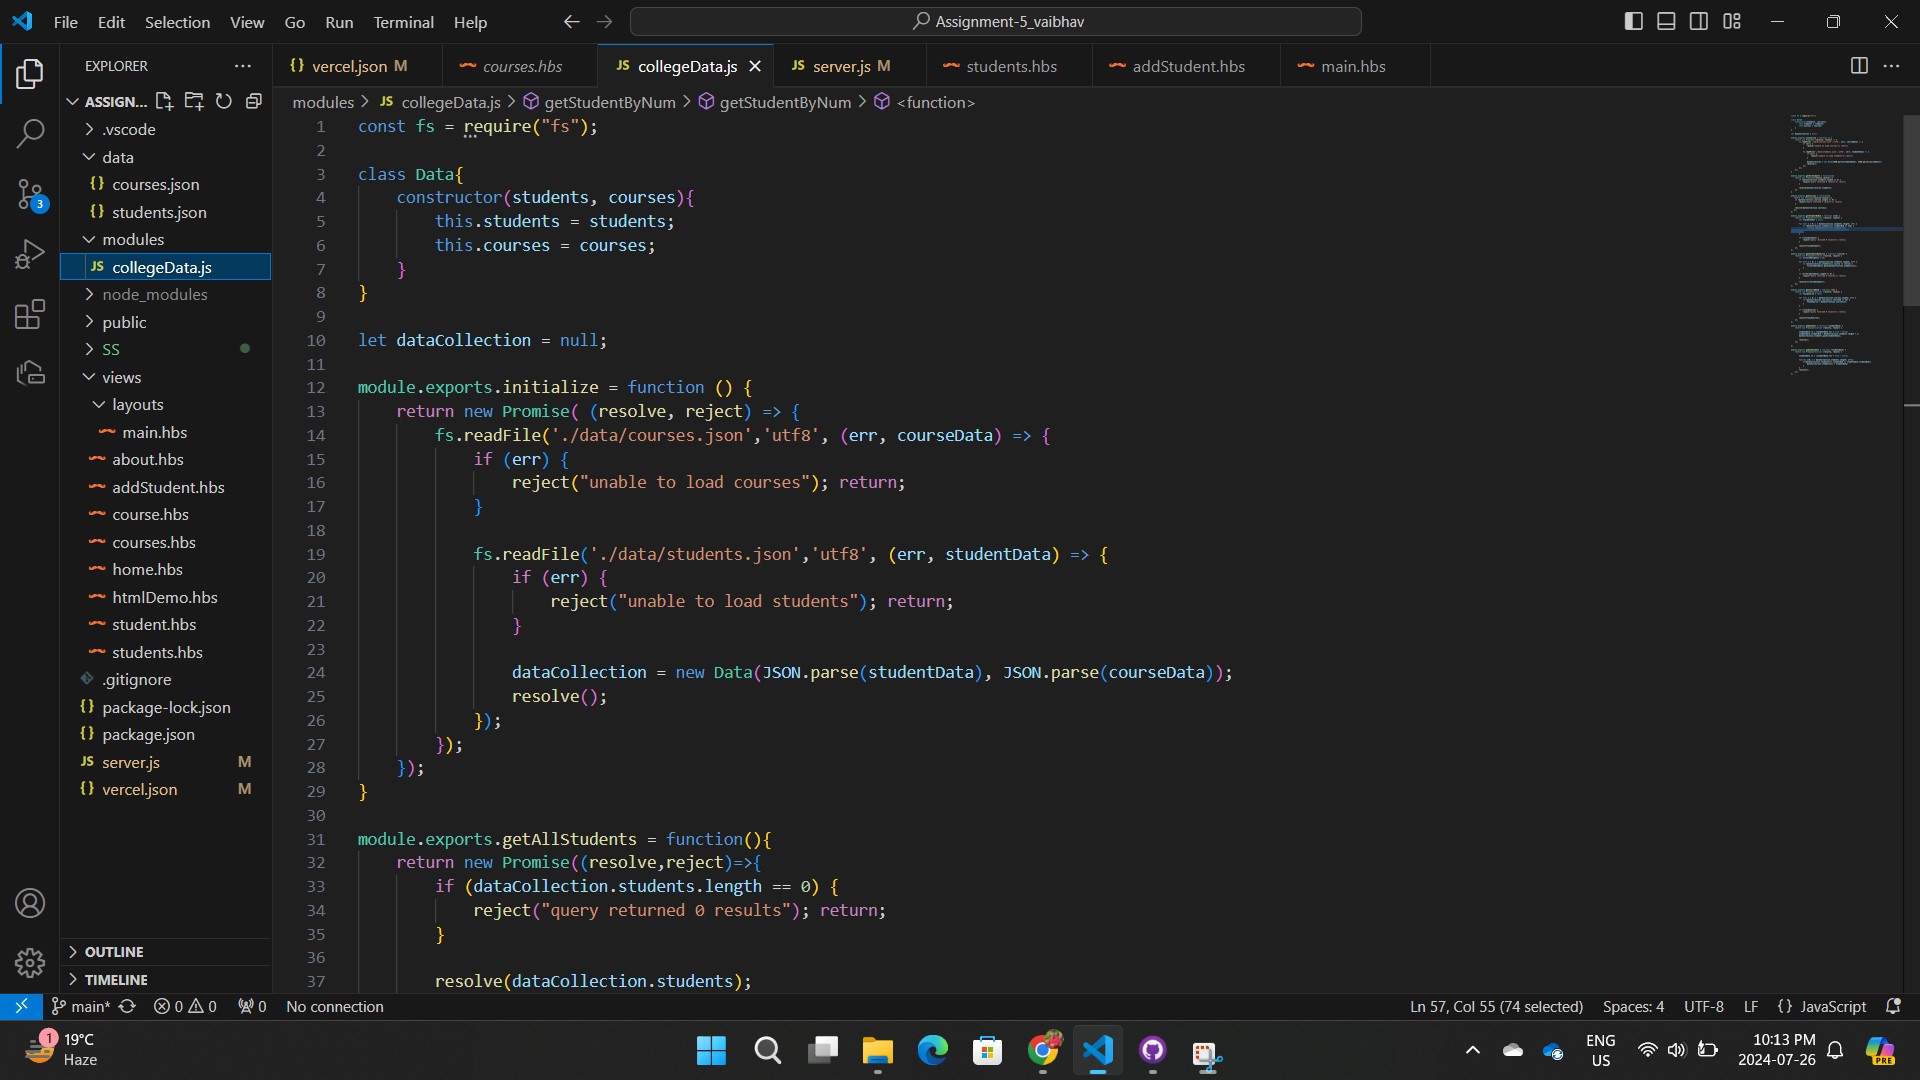 File Edit Selection View Go Run Terminal Help Assignment-5_vaibhav
EXPLORER
vercel.json M courses.hbs JS collegeData.js JS server.js M students.hbs addStudent.hbs main.hbs
ASSIGN...
modules > JS collegeData.js > getStudentByNum > getStudentByNum > <function>
.vscode
data
{} courses.json
{} students.json
modules
JS collegeData.js
node_modules
public
SS
views
layouts
main.hbs
about.hbs
addStudent.hbs
course.hbs
courses.hbs
home.hbs
htmlDemo.hbs
student.hbs
students.hbs
.gitignore
{} package-lock.json
{} package.json
JS server.js M
{} vercel.json M
OUTLINE
TIMELINE
3
1 const fs = require("fs");
2
3 class Data{
4 constructor(students, courses){
5 this.students = students;
6 this.courses = courses;
7 }
8 }
9
10 let dataCollection = null;
11
12 module.exports.initialize = function () {
13 return new Promise( (resolve, reject) => {
14 fs.readFile('./data/courses.json','utf8', (err, courseData) => {
15 if (err) {
16 reject("unable to load courses"); return;
17 }
18
19 fs.readFile('./data/students.json','utf8', (err, studentData) => {
20 if (err) {
21 reject("unable to load students"); return;
22 }
23
24 dataCollection = new Data(JSON.parse(studentData), JSON.parse(courseData));
25 resolve();
26 });
27 });
28 });
29 }
30
31 module.exports.getAllStudents = function(){
32 return new Promise((resolve,reject)=>{
33 if (dataCollection.students.length == 0) {
34 reject("query returned 0 results"); return;
35 }
36
37 resolve(dataCollection.students);
main* 0 0 0 No connection Ln 57, Col 55 (74 selected) Spaces: 4 UTF-8 LF {} JavaScript
1 19°C
Haze
ENG
US
10:13 PM
2024-07-26
PRE